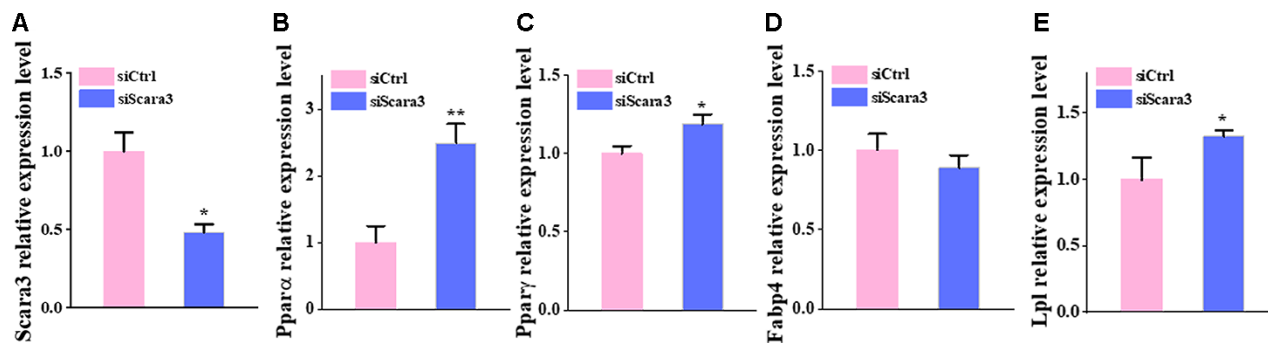 A
Scara3 relative expression level
siCtrl
siScara3
1.5
1.0
0.5
0.0
*
B
Pparα relative expression level
siCtrl
siScara3
3
2
1
0
**
C
Pparγ relative expression level
siCtrl
siScara3
1.5
1.0
0.5
0.0
*
D
Fabp4 relative expression level
siCtrl
siScara3
1.5
1.0
0.5
0.0
E
Lpl relative expression level
siCtrl
siScara3
1.5
1.0
0.5
0.0
*